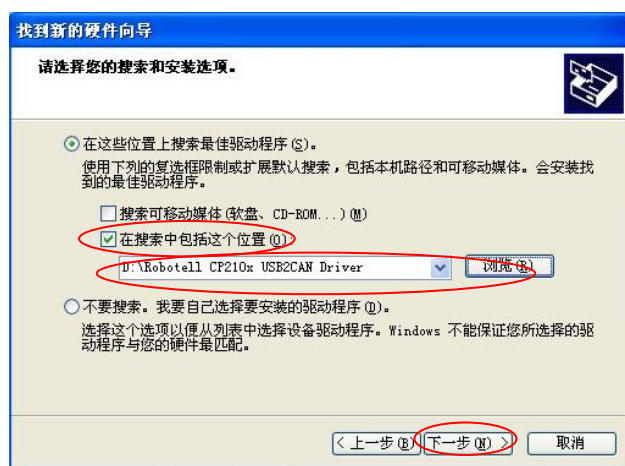 找到新的硬件向导
请选择您的搜索和安装选项。
在这些位置上搜索最佳驱动程序(S)。
使用下列的复选框限制或扩展默认搜索，包括本机路径和可移动媒体。会安装找
到的最佳驱动程序。
搜索可移动媒体(软盘、CD-ROM...)(M)
在搜索中包括这个位置(O):
D:\Robotell CP210x USB2CAN Driver
浏览(R)
不要搜索。我要自己选择要安装的驱动程序(D)。
选择这个选项以便从列表中选择设备驱动程序。Windows 不能保证您所选择的驱
动程序与您的硬件最匹配。
< 上一步(B) 下一步(N) > 取消